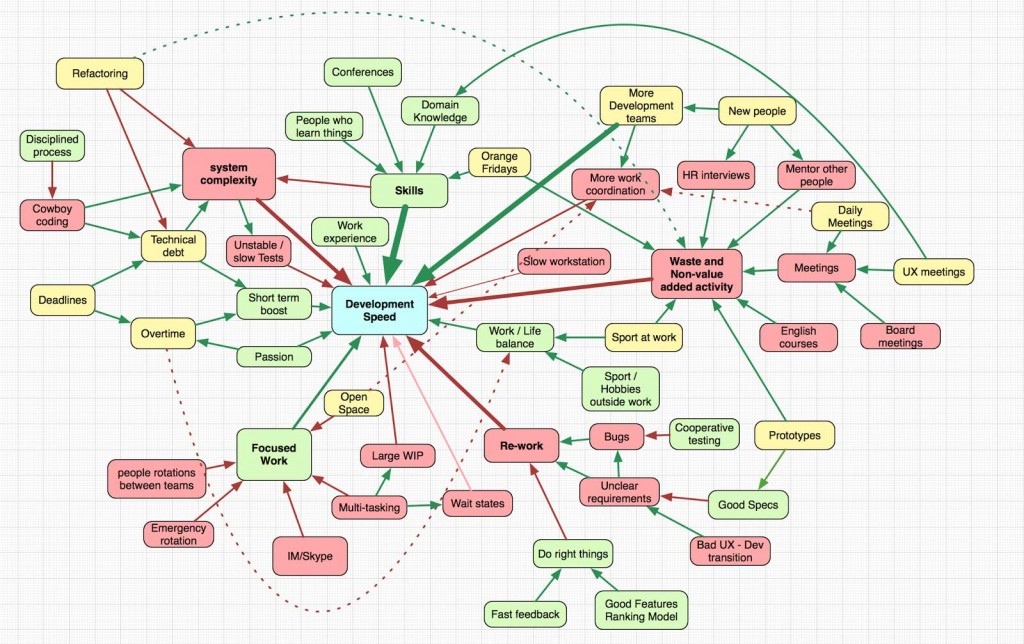 Refactoring
Conferences
More
Development
teams
New people
Domain
Knowledge
People who
learn things
Disciplined
process
system
complexity
Orange
Fridays
Skills
More work
coordination
HR interviews
Mentor other
people
Cowboy
coding
Daily
Meetings
Work
experience
Technical
debt
Unstable /
slow Tests
Slow workstation
Waste and
Non-value
added activity
Meetings
UX meetings
Deadlines
Short term
boost
Development
Speed
Overtime
Work / Life
balance
Sport at work
English
courses
Board
meetings
Passion
Sport /
Hobbies
outside work
Open
Space
Focused
Work
Large WIP
Re-work
Bugs
Cooperative
testing
Prototypes
people rotations
between teams
Multi-tasking
Wait states
Unclear
requirements
Good Specs
Emergency
rotation
IM/Skype
Do right things
Bad UX - Dev
transition
Fast feedback
Good Features
Ranking Model